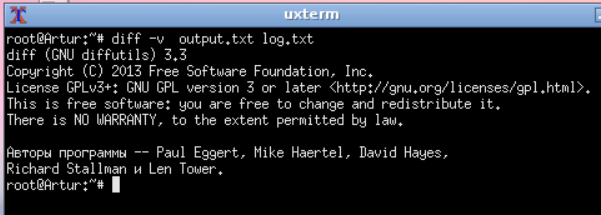 uxterm
root@Artur:~# diff -v  output.txt log.txt
diff (GNU diffutils) 3.3
Copyright (C) 2013 Free Software Foundation, Inc.
License GPLv3+: GNU GPL version 3 or later <http://gnu.org/licenses/gpl.html>.
This is free software: you are free to change and redistribute it.
There is NO WARRANTY, to the extent permitted by law.

Авторы программы -- Paul Eggert, Mike Haertel, David Hayes,
Richard Stallman и Len Tower.
root@Artur:~#